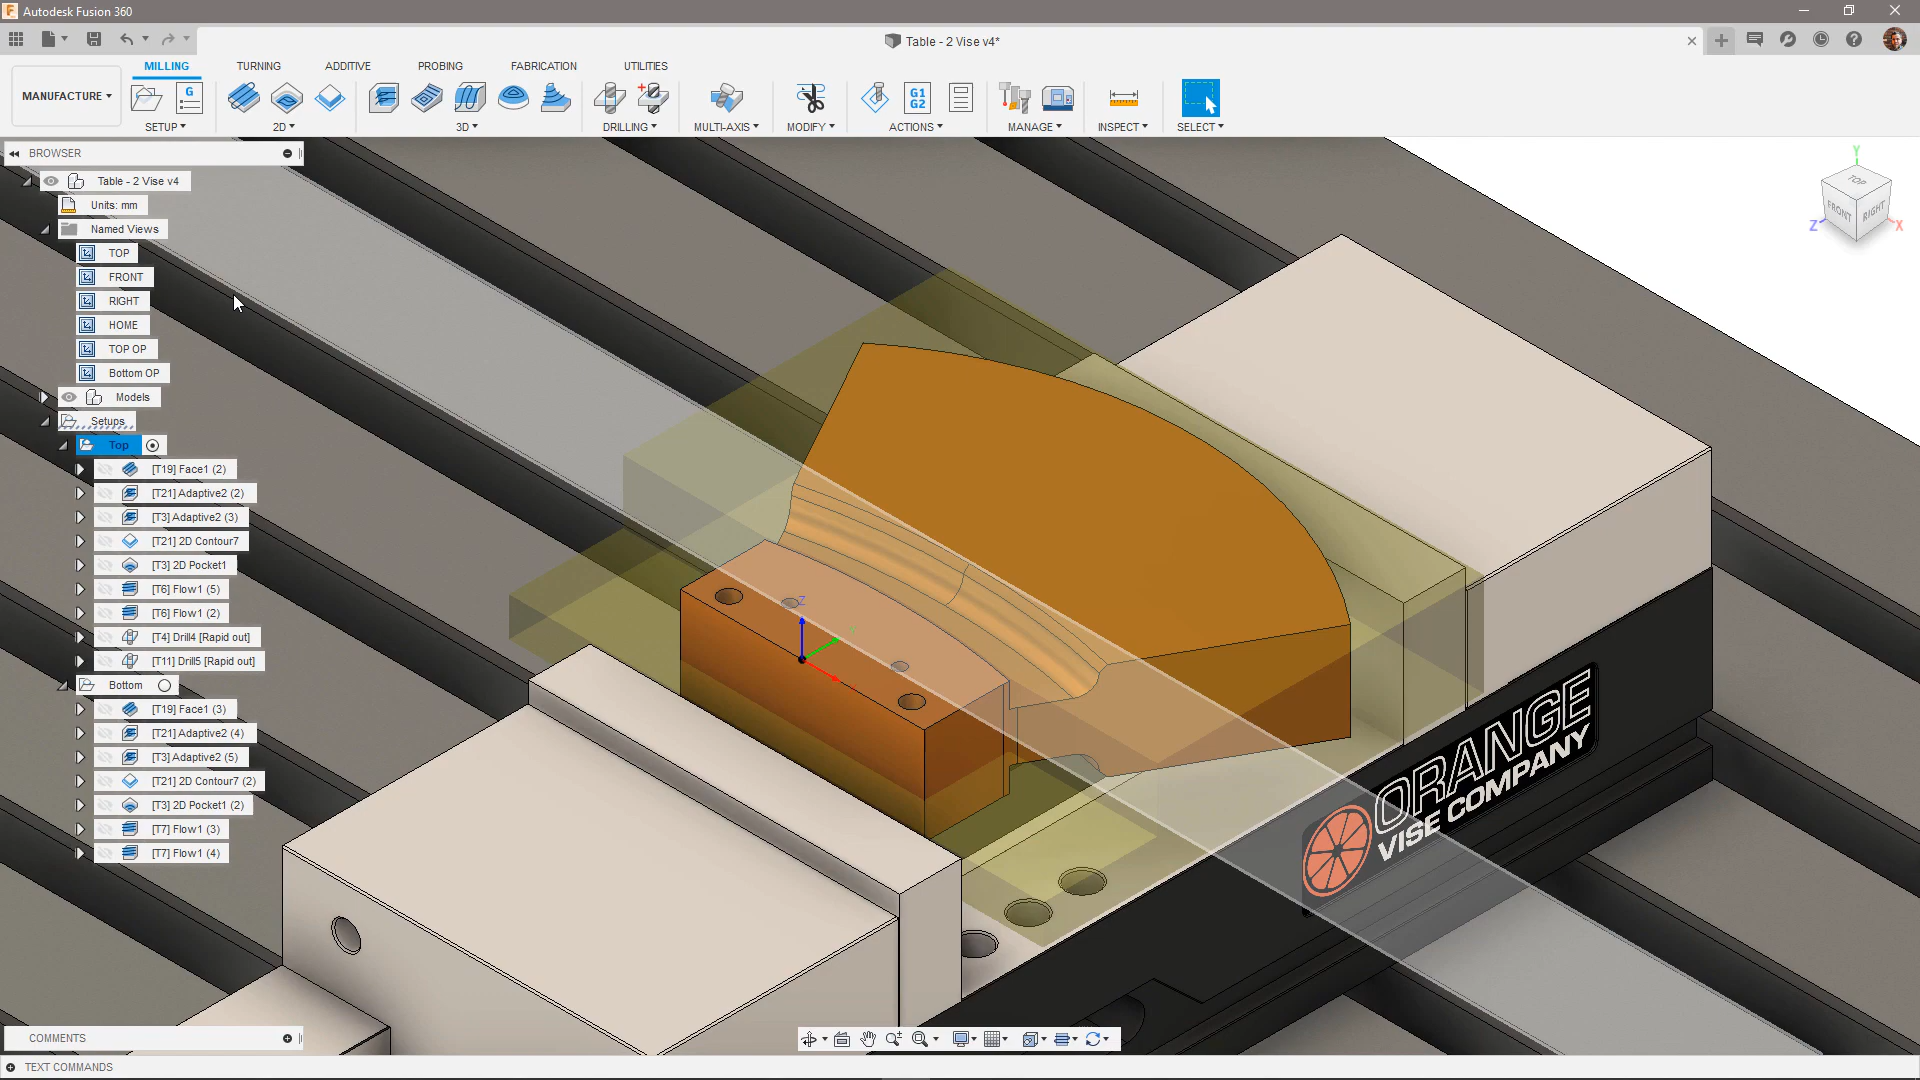 Autodesk Fusion 360
Table - 2 Vise v4*
MANUFACTURE
MILLING
TURNING
ADDITIVE
PROBING
FABRICATION
UTILITIES
G
G1
G2
SETUP
2D
3D
DRILLING
MULTI-AXIS
MODIFY
ACTIONS
MANAGE
INSPECT
SELECT
BROWSER
Table - 2 Vise v4
Units: mm
Named Views
TOP
FRONT
RIGHT
HOME
TOP OP
Bottom OP
Models
Setups
Top
[T19] Face1 (2)
[T21] Adaptive2 (2)
[T3] Adaptive2 (3)
[T21] 2D Contour7
[T3] 2D Pocket1
[T6] Flow1 (5)
[T6] Flow1 (2)
[T4] Drill4 [Rapid out]
[T11] Drill5 [Rapid out]
Bottom
[T19] Face1 (3)
[T21] Adaptive2 (4)
[T3] Adaptive2 (5)
[T21] 2D Contour7 (2)
[T3] 2D Pocket1 (2)
[T7] Flow1 (3)
[T7] Flow1 (4)
Y
TOP
FRONT
RIGHT
Z
X
Z
ORANGE
VISE COMPANY
COMMENTS
TEXT COMMANDS